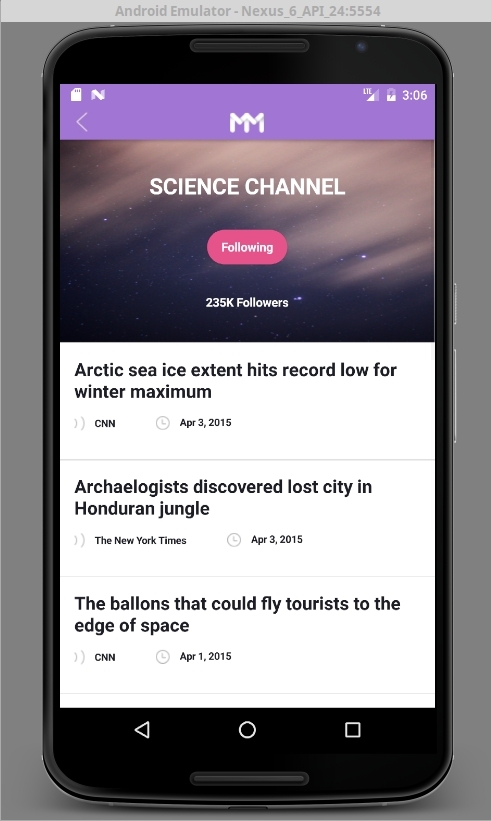 Android Emulator - Nexus_6_API_24:5554
LTE 3:06
MM
SCIENCE CHANNEL
Following
235K Followers
Arctic sea ice extent hits record low for
winter maximum
CNN Apr 3, 2015
Archaelogists discovered lost city in
Honduran jungle
The New York Times Apr 3, 2015
The ballons that could fly tourists to the
edge of space
CNN Apr 1, 2015